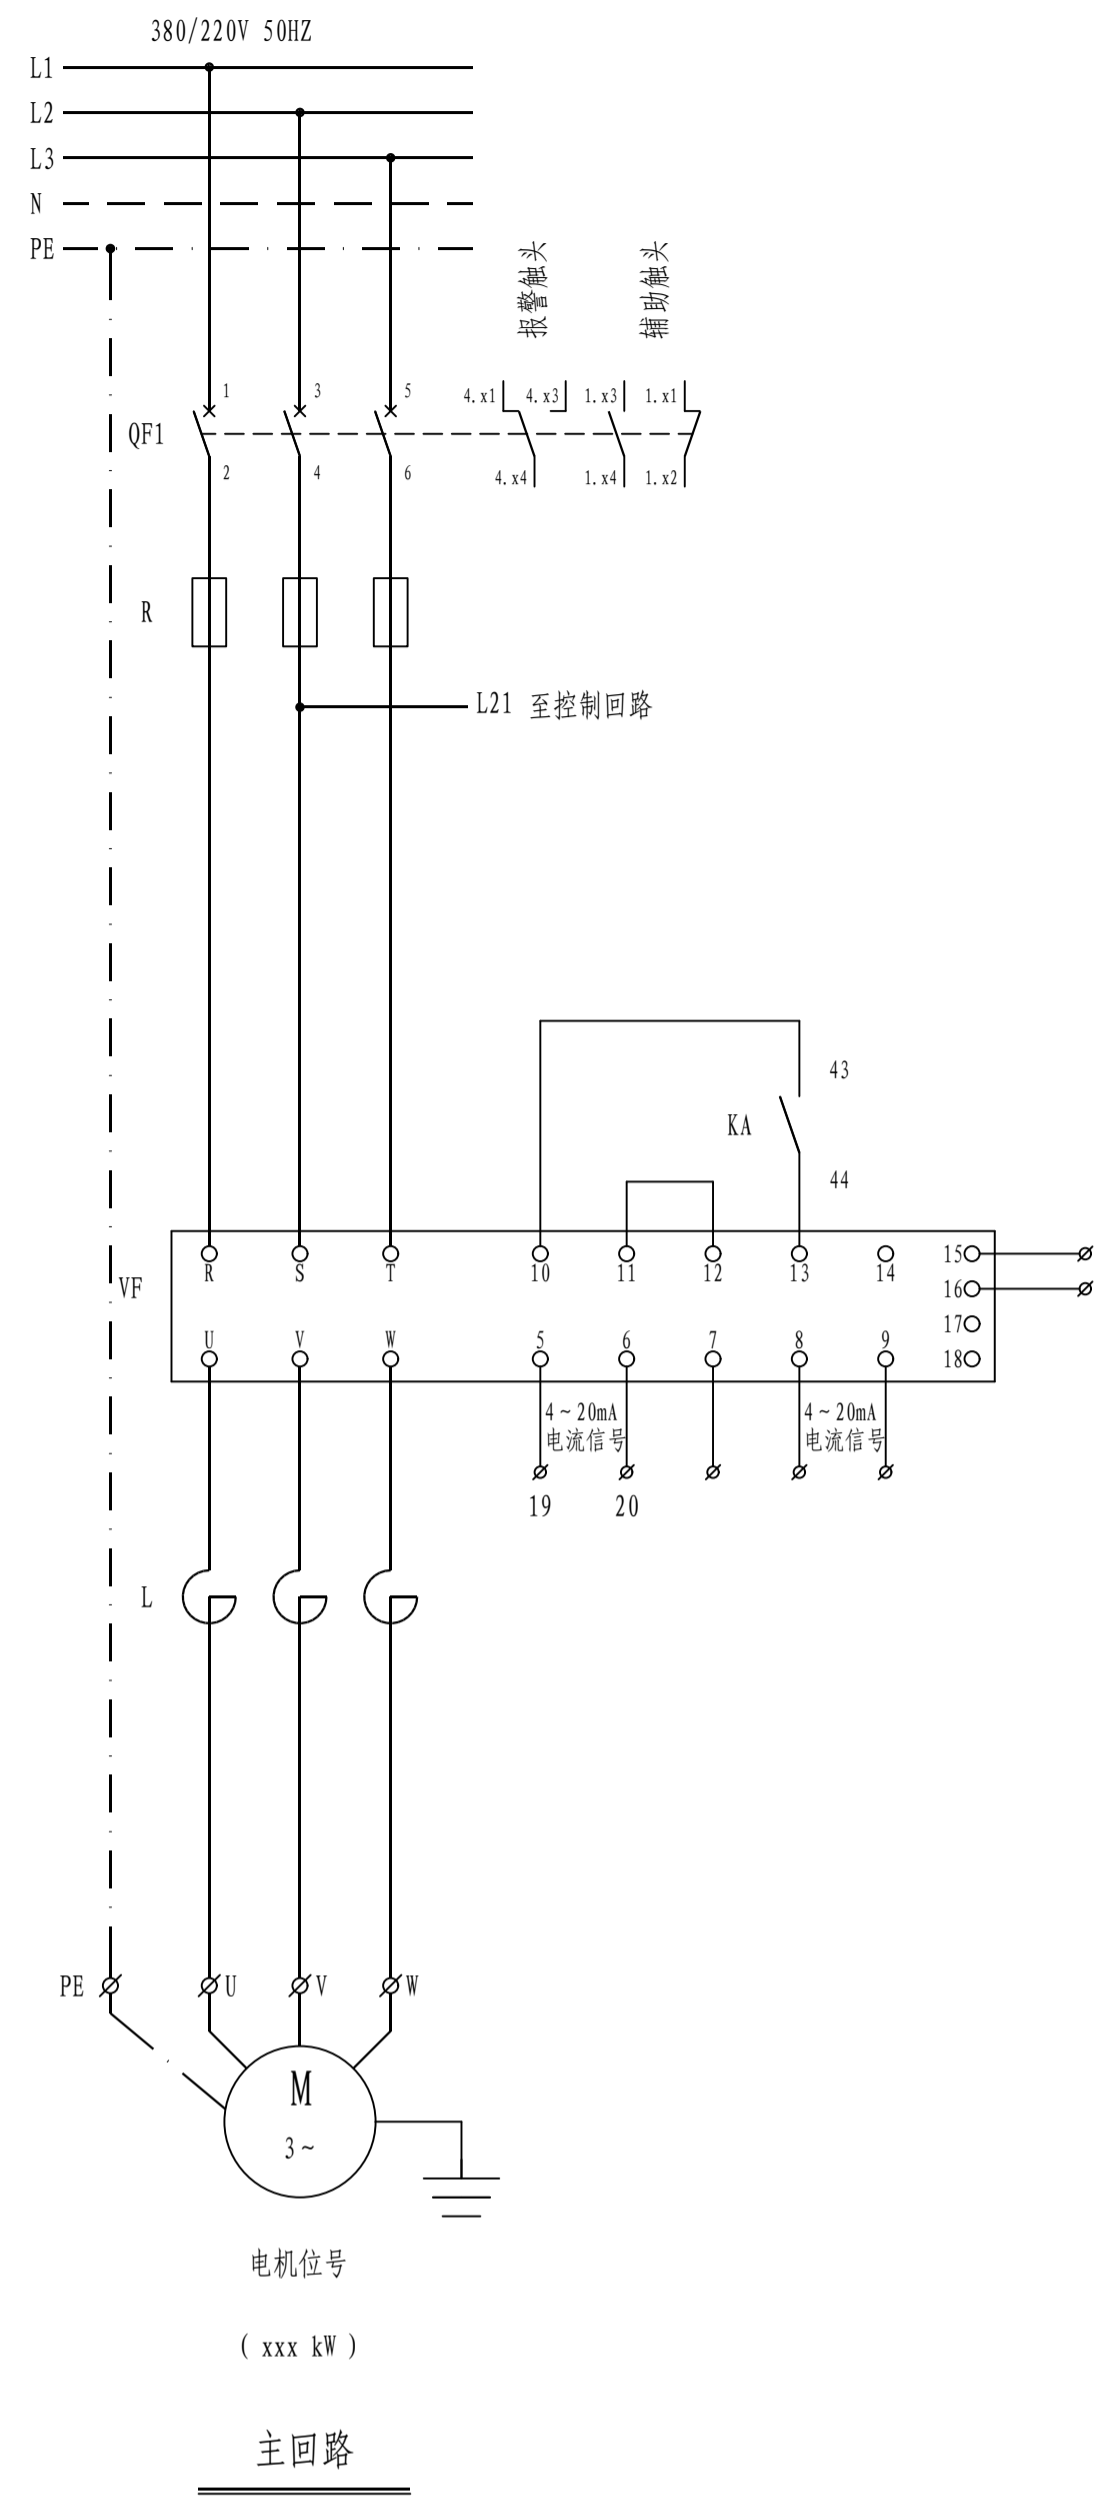 380/220V 50HZ
L1
L2
L3
N
PE
报警触头
辅助触头
1
3
5
4.x1
4.x3
1.x3
1.x1
QF1
2
4
6
4.x4
1.x4
1.x2
R
L21 至控制回路
43
KA
44
VF
R
S
T
10
11
12
13
14
15
16
17
18
U
V
W
5
6
7
8
9
4~20mA
电流信号
4~20mA
电流信号
19
20
L
PE
U
V
W
M
3~
电机位号
( xxx kW )
主回路